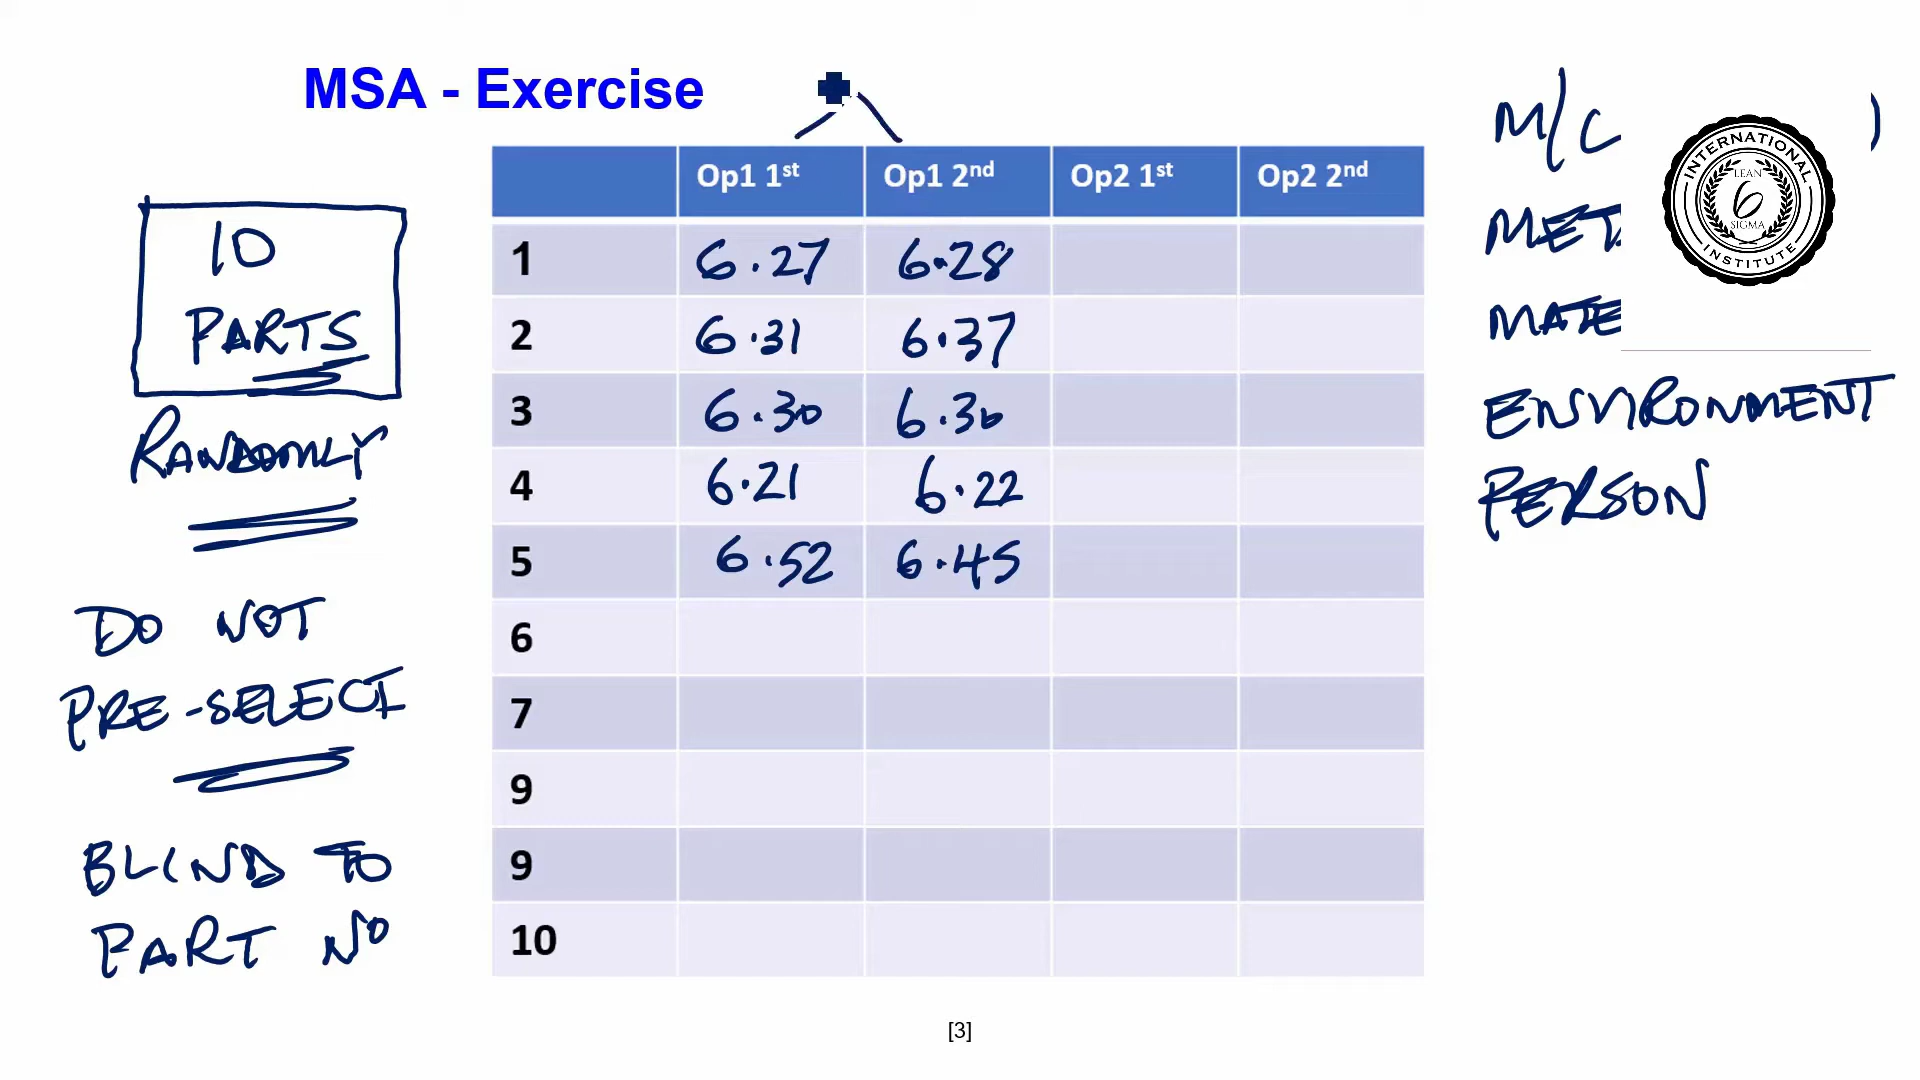 MSA - Exercise
Op1 1st Op1 2nd Op2 1st Op2 2nd
1 6.27 6.28
2 6.31 6.37
3 6.30 6.30
4 6.21 6.22
5 6.52 6.45
6
7
9
9
10
10
PARTS
RANDOMLY
DO NOT
PRE-SELECT
BLIND TO
PART NO
M/C
MET
MATE
ENVIRONMENT
PERSON
INTERNATIONAL
LEAN
6
SIGMA
INSTITUTE
[3]